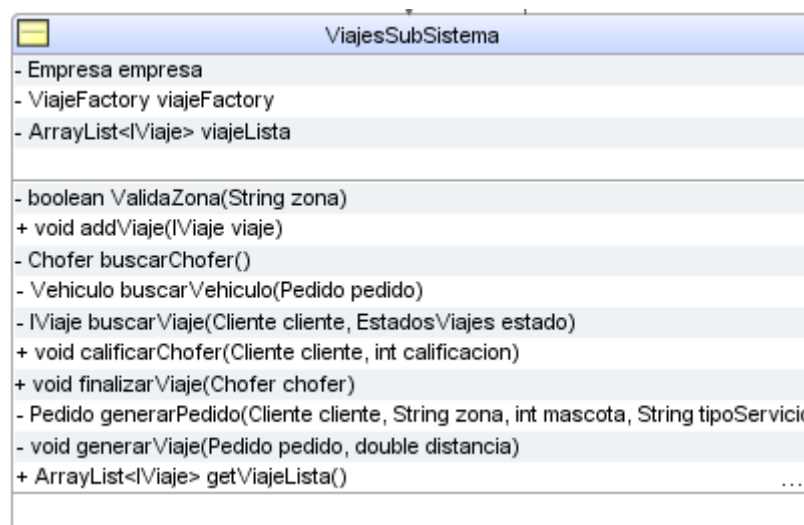 ViajesSubSistema
- Empresa empresa
- ViajeFactory viajeFactory
- ArrayList<IViaje> viajeLista
- boolean ValidaZona(String zona)
+ void addViaje(IViaje viaje)
- Chofer buscarChofer()
- Vehiculo buscarVehiculo(Pedido pedido)
- IViaje buscarViaje(Cliente cliente, EstadosViajes estado)
+ void calificarChofer(Cliente cliente, int calificacion)
+ void finalizarViaje(Chofer chofer)
- Pedido generarPedido(Cliente cliente, String zona, int mascota, String tipoServicio
- void generarViaje(Pedido pedido, double distancia)
+ ArrayList<IViaje> getViajeLista()
...